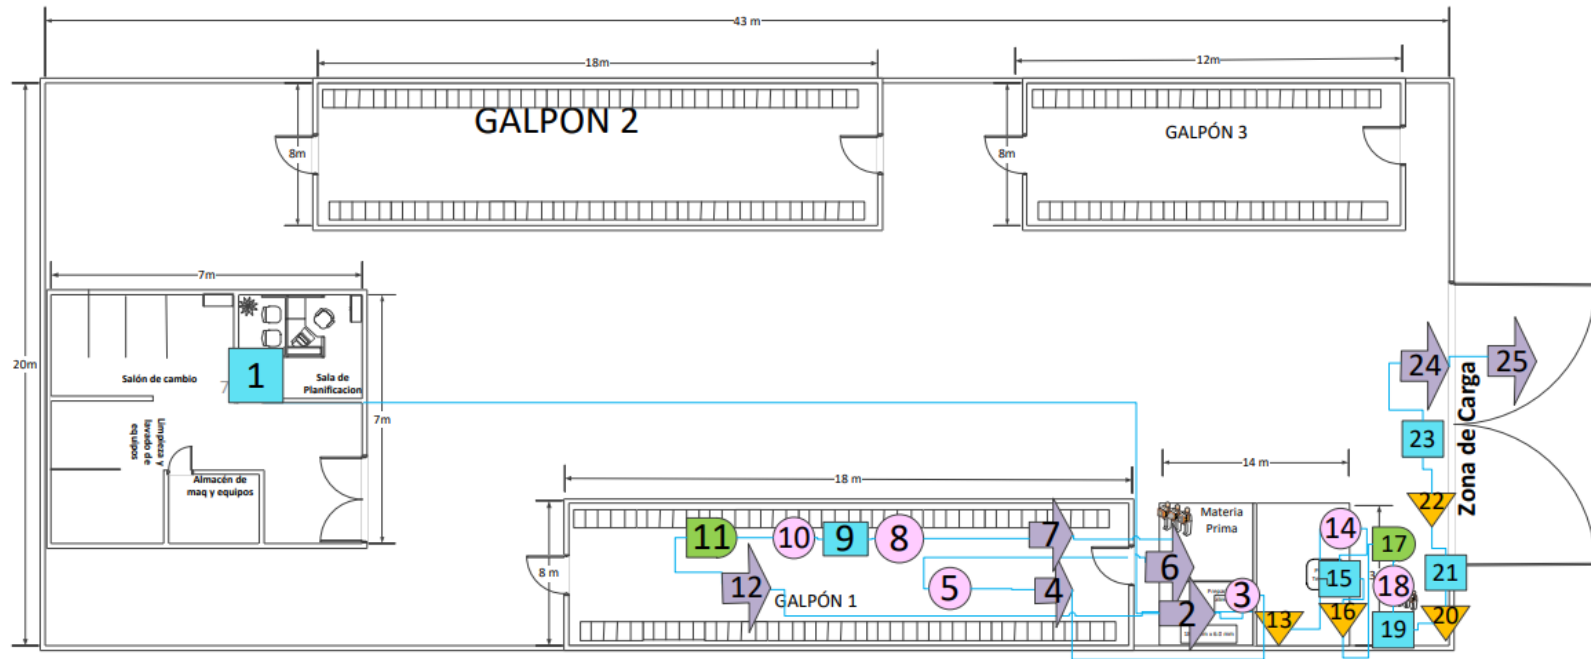 43 m
18m
12m
GALPON 2
GALPÓN 3
8m
8m
7m
20m
Salón de cambio
7
1
Sala de
Planificacion
7m
Limpieza y
lavado de
equipos
Almacén de
maq y equipos
24
25
23
Zona de Carga
22
18 m
14 m
Materia
Prima
8 m
11
10
9
8
7
6
14
17
12
GALPÓN 1
5
4
2
3
15
3
18
21
13
16
19
20